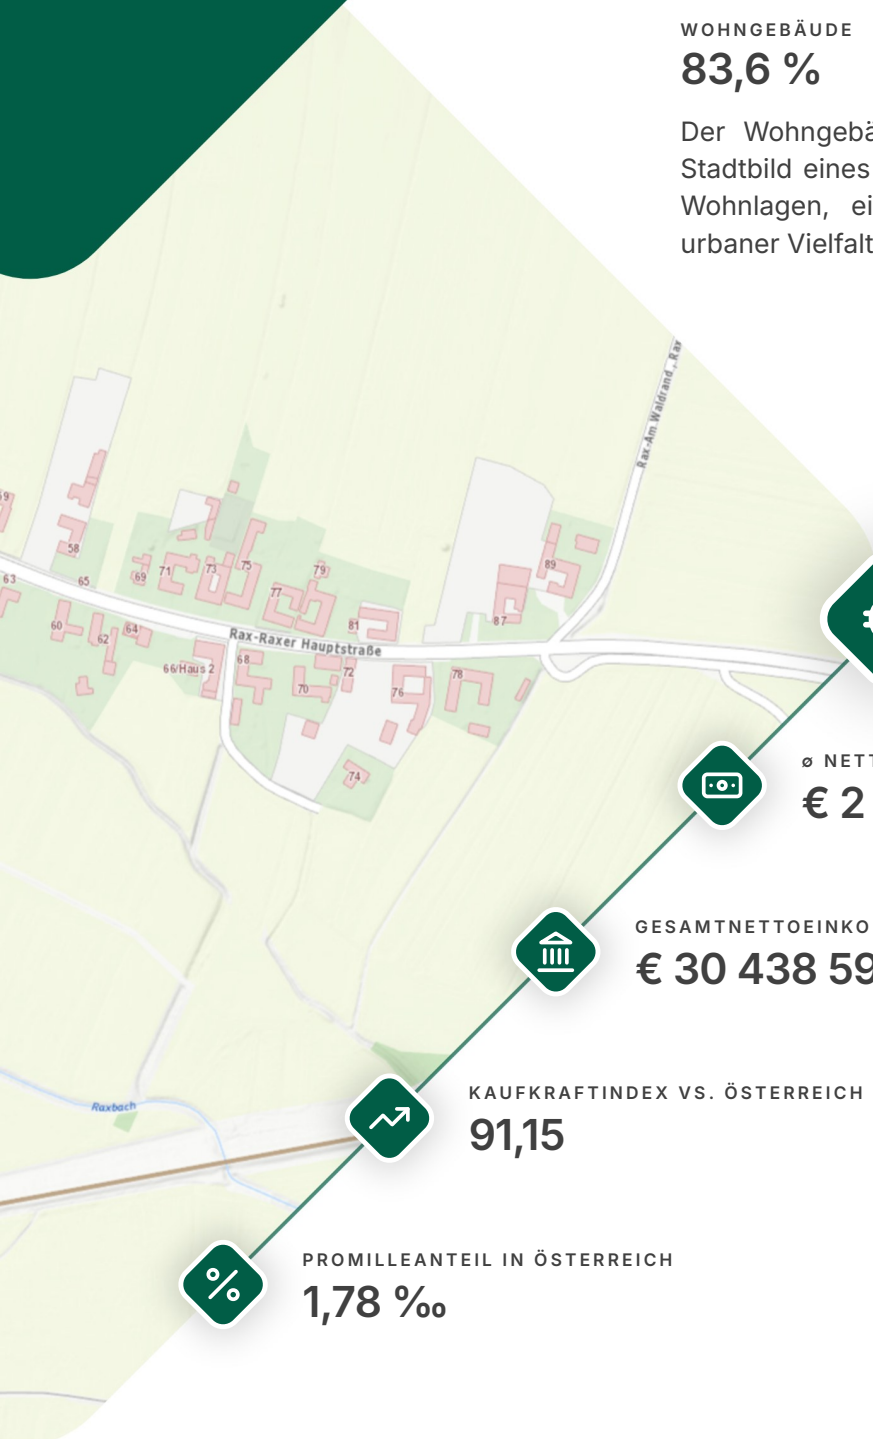 WOHNGEBÄUDE
83,6 %
Der Wohngebä
Stadtbild eines
Wohnlagen, ei
urbaner Vielfalt
Rax-Am Waldrand , Rax
58
63
65
69
71
73
75
77
79
81
87
89
60
62
64
66/Haus 2
68
70
72
74
76
78
Rax-Raxer Hauptstraße
ø NETT
€ 2
GESAMTNETTOEINKO
€ 30 438 59
KAUFKRAFTINDEX VS. ÖSTERREICH
91,15
Raxbach
PROMILLEANTEIL IN ÖSTERREICH
1,78 ‰